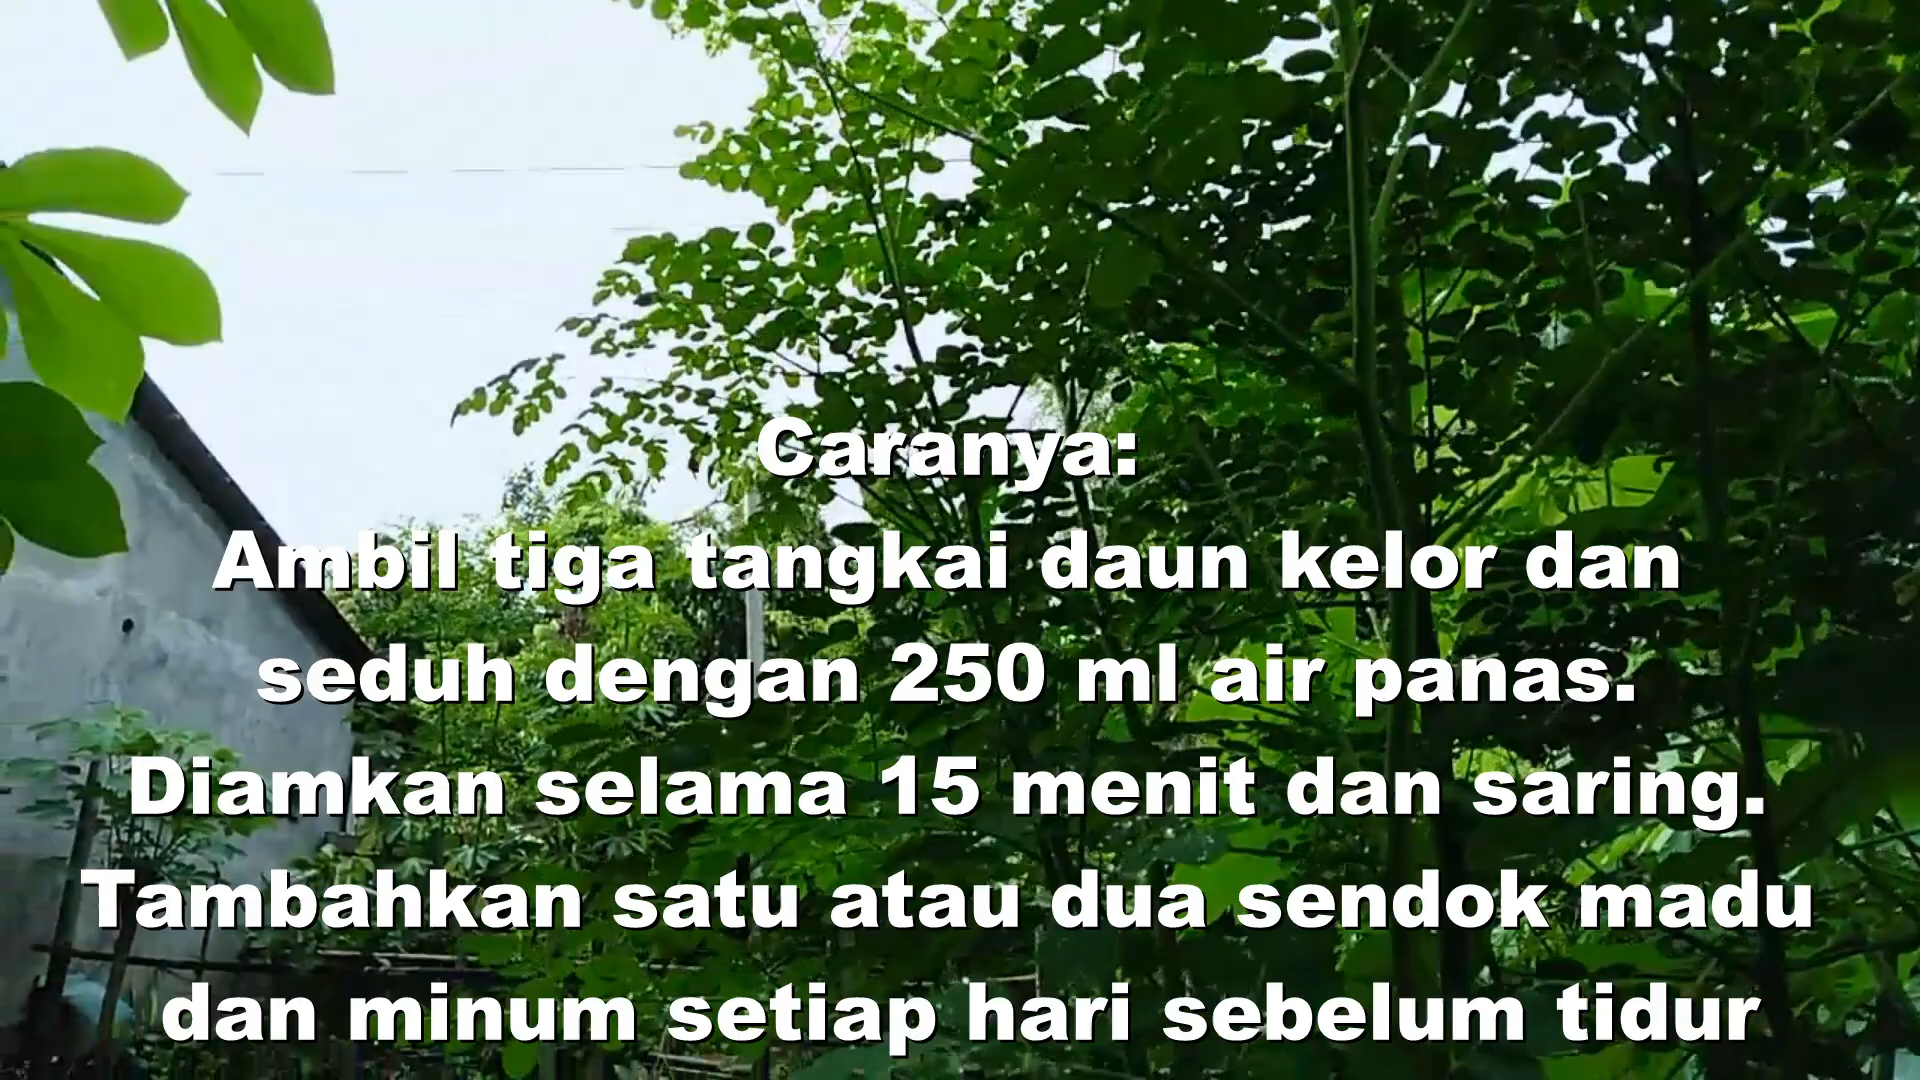 Caranya:
Ambil tiga tangkai daun kelor dan
seduh dengan 250 ml air panas.
Diamkan selama 15 menit dan saring.
Tambahkan satu atau dua sendok madu
dan minum setiap hari sebelum tidur